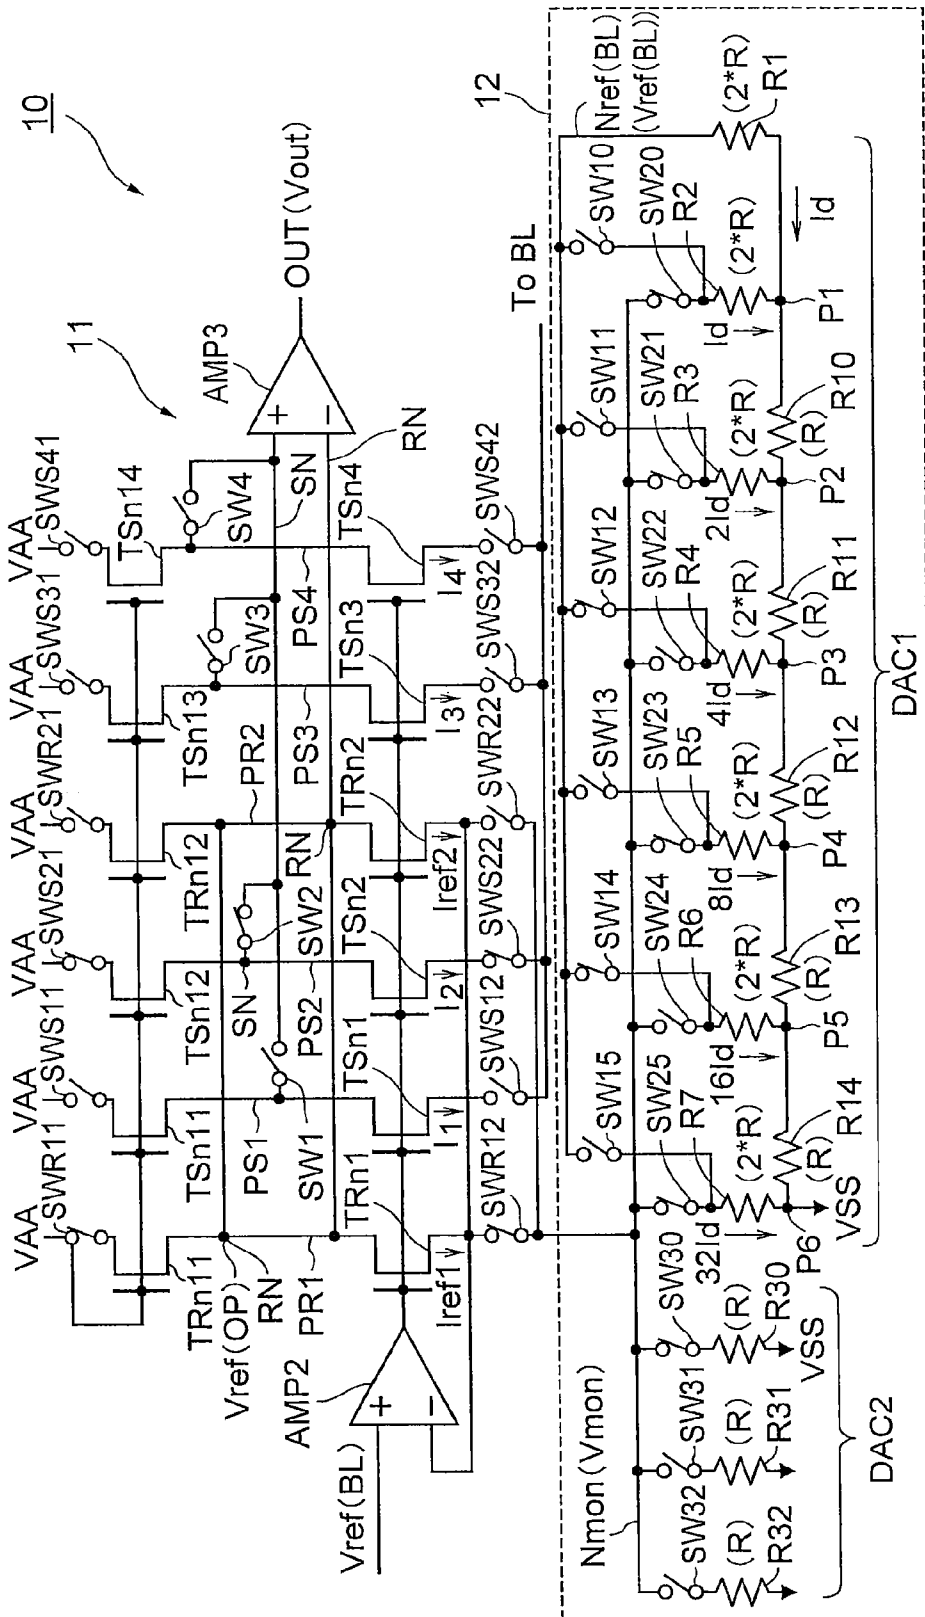 10
11
12
VAA
VAA
VAA
VAA
VAA
VAA
SWR11
SWS11
SWS21
SWR21
SWS31
SWS41
TRn11
TSn11
TSn12
TRn12
TSn13
TSn14
Vref(OP)
RN
PR1
PS1
SW1
SN
PS2
SW2
PR2
RN
PS3
SW3
PS4
SW4
SN
RN
AMP3
+
−
OUT(Vout)
AMP2
+
−
Vref(BL)
TRn1
TSn1
TSn2
TRn2
TSn3
TSn4
Iref1
I1
I2
Iref2
I3
I4
SWR12
SWS12
SWS22
SWR22
SWS32
SWS42
To BL
Nref(BL)
(Vref(BL))
SW15
SW14
SW13
SW12
SW11
SW10
SW25
SW24
SW23
SW22
SW21
SW20
R7
R6
R5
R4
R3
R2
R1
(2*R)
(2*R)
(2*R)
(2*R)
(2*R)
(2*R)
(2*R)
32Id
16Id
8Id
4Id
2Id
Id
Id
P6
P5
P4
P3
P2
P1
VSS
R14
(R)
R13
(R)
R12
(R)
R11
(R)
R10
(R)
DAC1
Nmon(Vmon)
SW32
SW31
SW30
(R)
(R)
(R)
R32
R31
R30
VSS
DAC2